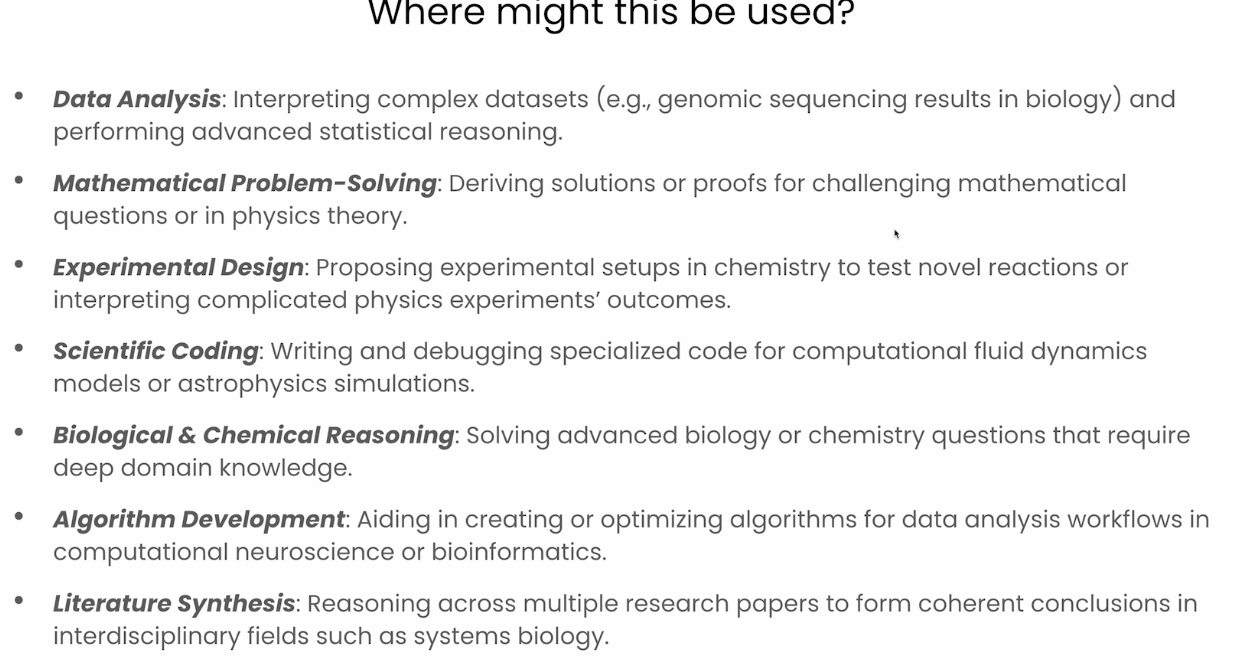 Where might this be used?
• Data Analysis: Interpreting complex datasets (e.g., genomic sequencing results in biology) and
performing advanced statistical reasoning.
• Mathematical Problem-Solving: Deriving solutions or proofs for challenging mathematical
questions or in physics theory.
• Experimental Design: Proposing experimental setups in chemistry to test novel reactions or
interpreting complicated physics experiments’ outcomes.
• Scientific Coding: Writing and debugging specialized code for computational fluid dynamics
models or astrophysics simulations.
• Biological & Chemical Reasoning: Solving advanced biology or chemistry questions that require
deep domain knowledge.
• Algorithm Development: Aiding in creating or optimizing algorithms for data analysis workflows in
computational neuroscience or bioinformatics.
• Literature Synthesis: Reasoning across multiple research papers to form coherent conclusions in
interdisciplinary fields such as systems biology.